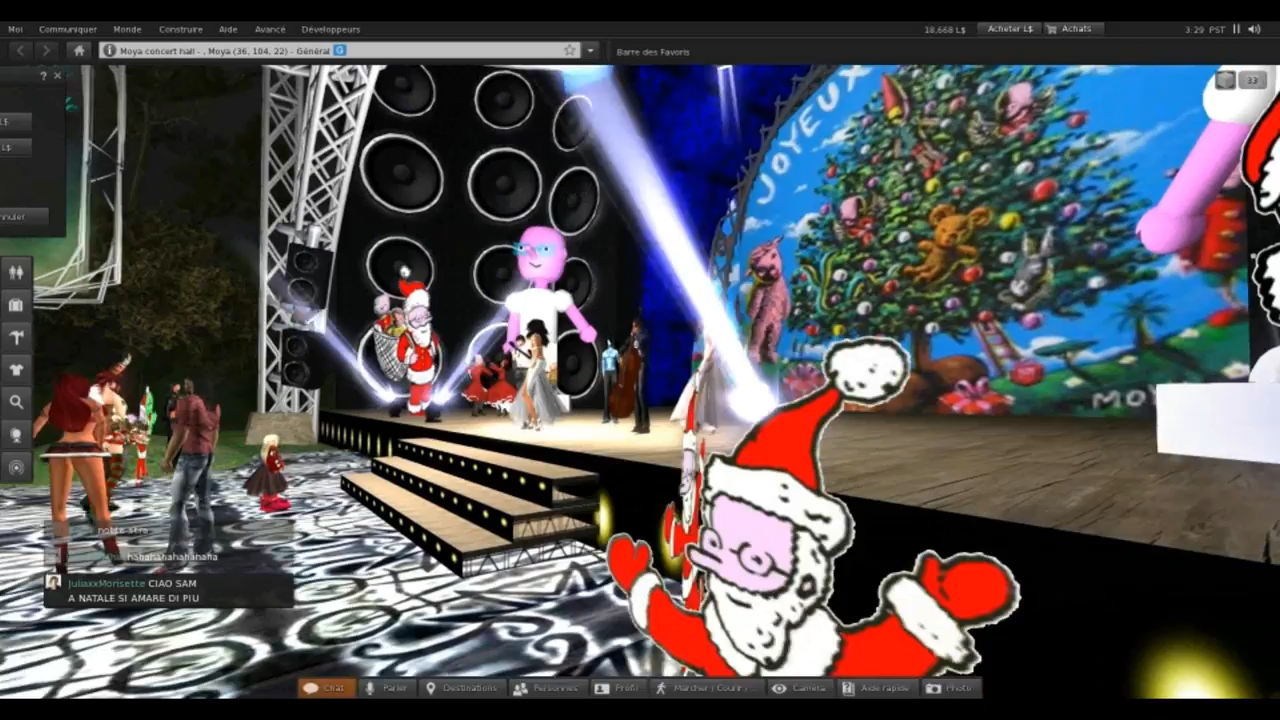 Moi Communiquer Monde Construire Aide Avancé Développeurs 18,668 L$ Acheter L$ Achats 3:29 PST
Moya concert hall - , Moya (36, 104, 22) - Général G Barre des Favoris
? 33
L$
L$
JOYEUX
hahahahahahahaha
JuliaxxMorisette CIAO SAM
A NATALE SI AMARE DI PIU
Chat Parler Destinations Personnes Profil Marcher / Courir / ... Caméra Aide rapide Photo